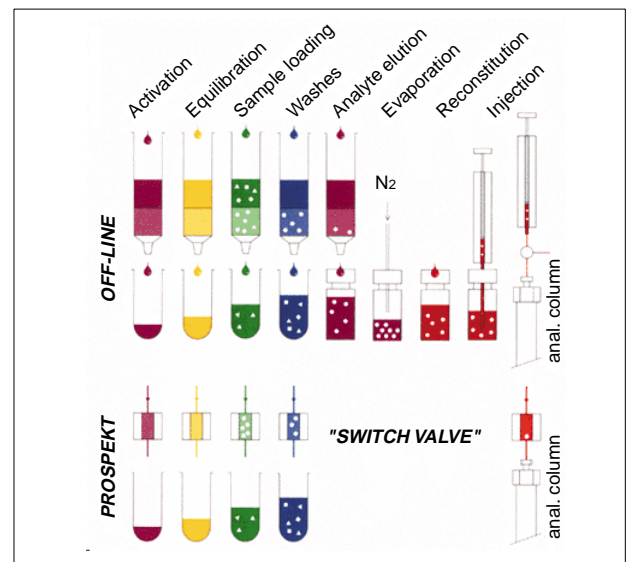 Activation
Equilibration
Sample loading
Washes
Analyte elution
Evaporation
Reconstitution
Injection
N2
OFF-LINE
anal. column
PROSPEKT
"SWITCH VALVE"
anal. column